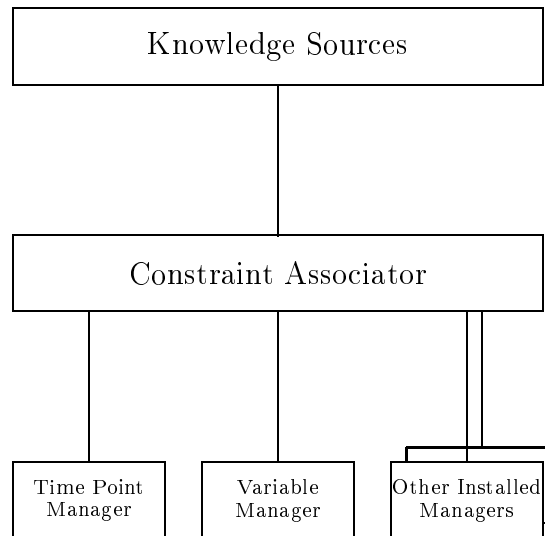 Knowledge Sources
Constraint Associator
Time Point
Manager
Variable
Manager
Other Installed
Managers